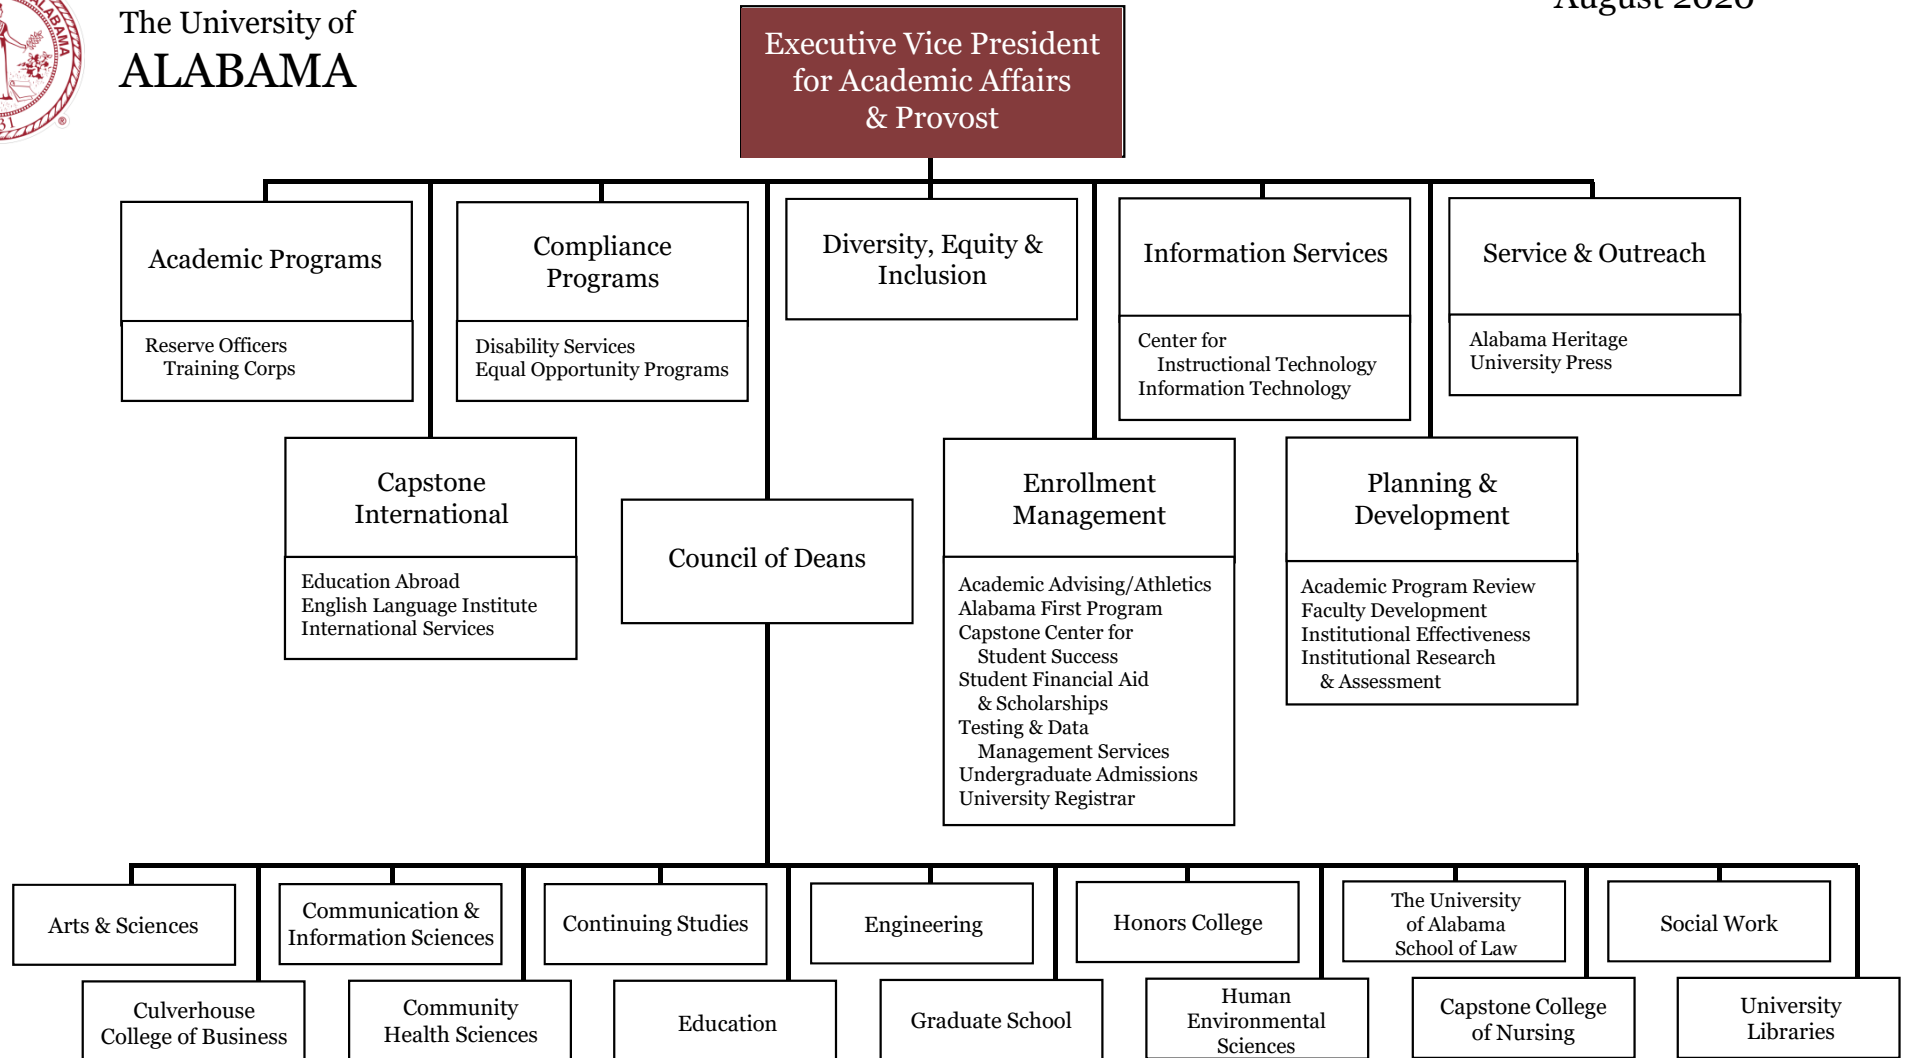 The University of
ALABAMA
August 2020
Executive Vice President
for Academic Affairs
& Provost
Academic Programs
Reserve Officers
Training Corps
Compliance
Programs
Disability Services
Equal Opportunity Programs
Diversity, Equity &
Inclusion
Information Services
Center for
Instructional Technology
Information Technology
Service & Outreach
Alabama Heritage
University Press
Capstone
International
Education Abroad
English Language Institute
International Services
Council of Deans
Enrollment
Management
Academic Advising/Athletics
Alabama First Program
Capstone Center for
Student Success
Student Financial Aid
& Scholarships
Testing & Data
Management Services
Undergraduate Admissions
University Registrar
Planning &
Development
Academic Program Review
Faculty Development
Institutional Effectiveness
Institutional Research
& Assessment
Arts & Sciences
Communication &
Information Sciences
Continuing Studies
Engineering
Honors College
The University
of Alabama
School of Law
Social Work
Culverhouse
College of Business
Community
Health Sciences
Education
Graduate School
Human
Environmental
Sciences
Capstone College
of Nursing
University
Libraries